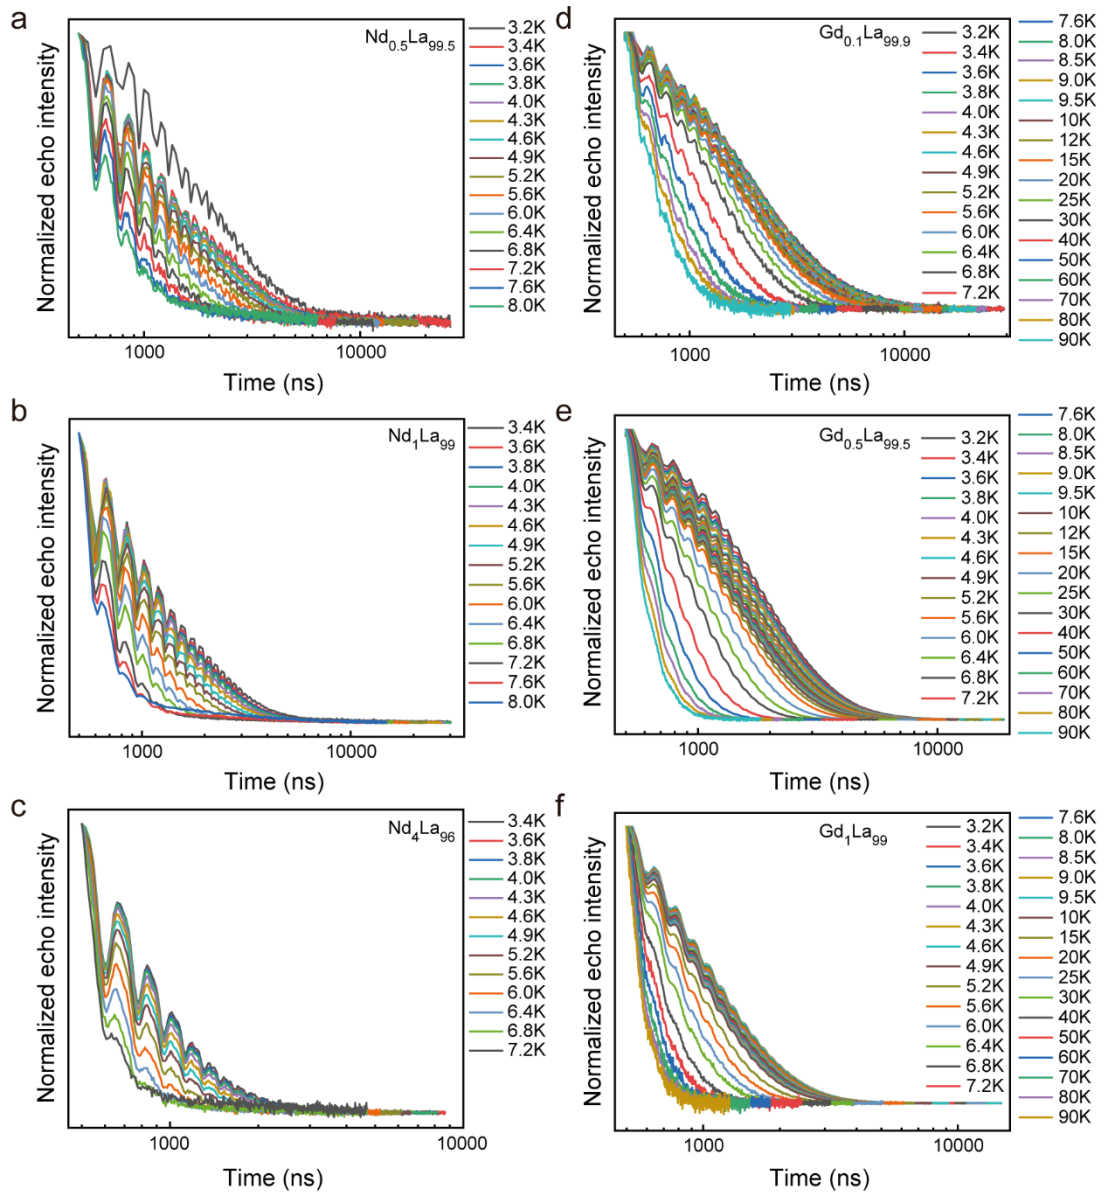 a
Normalized echo intensity
Nd0.5La99.5
3.2K
3.4K
3.6K
3.8K
4.0K
4.3K
4.6K
4.9K
5.2K
5.6K
6.0K
6.4K
6.8K
7.2K
7.6K
8.0K
1000
10000
Time (ns)
d
Normalized echo intensity
Gd0.1La99.9
3.2K
3.4K
3.6K
3.8K
4.0K
4.3K
4.6K
4.9K
5.2K
5.6K
6.0K
6.4K
6.8K
7.2K
7.6K
8.0K
8.5K
9.0K
9.5K
10K
12K
15K
20K
25K
30K
40K
50K
60K
70K
80K
90K
1000
10000
Time (ns)
b
Normalized echo intensity
Nd1La99
3.4K
3.6K
3.8K
4.0K
4.3K
4.6K
4.9K
5.2K
5.6K
6.0K
6.4K
6.8K
7.2K
7.6K
8.0K
1000
10000
Time (ns)
e
Normalized echo intensity
Gd0.5La99.5
3.2K
3.4K
3.6K
3.8K
4.0K
4.3K
4.6K
4.9K
5.2K
5.6K
6.0K
6.4K
6.8K
7.2K
7.6K
8.0K
8.5K
9.0K
9.5K
10K
12K
15K
20K
25K
30K
40K
50K
60K
70K
80K
90K
1000
10000
Time (ns)
c
Normalized echo intensity
Nd4La96
3.4K
3.6K
3.8K
4.0K
4.3K
4.6K
4.9K
5.2K
5.6K
6.0K
6.4K
6.8K
7.2K
1000
10000
Time (ns)
f
Normalized echo intensity
Gd1La99
3.2K
3.4K
3.6K
3.8K
4.0K
4.3K
4.6K
4.9K
5.2K
5.6K
6.0K
6.4K
6.8K
7.2K
7.6K
8.0K
8.5K
9.0K
9.5K
10K
15K
20K
25K
30K
40K
50K
60K
70K
80K
90K
1000
10000
Time (ns)